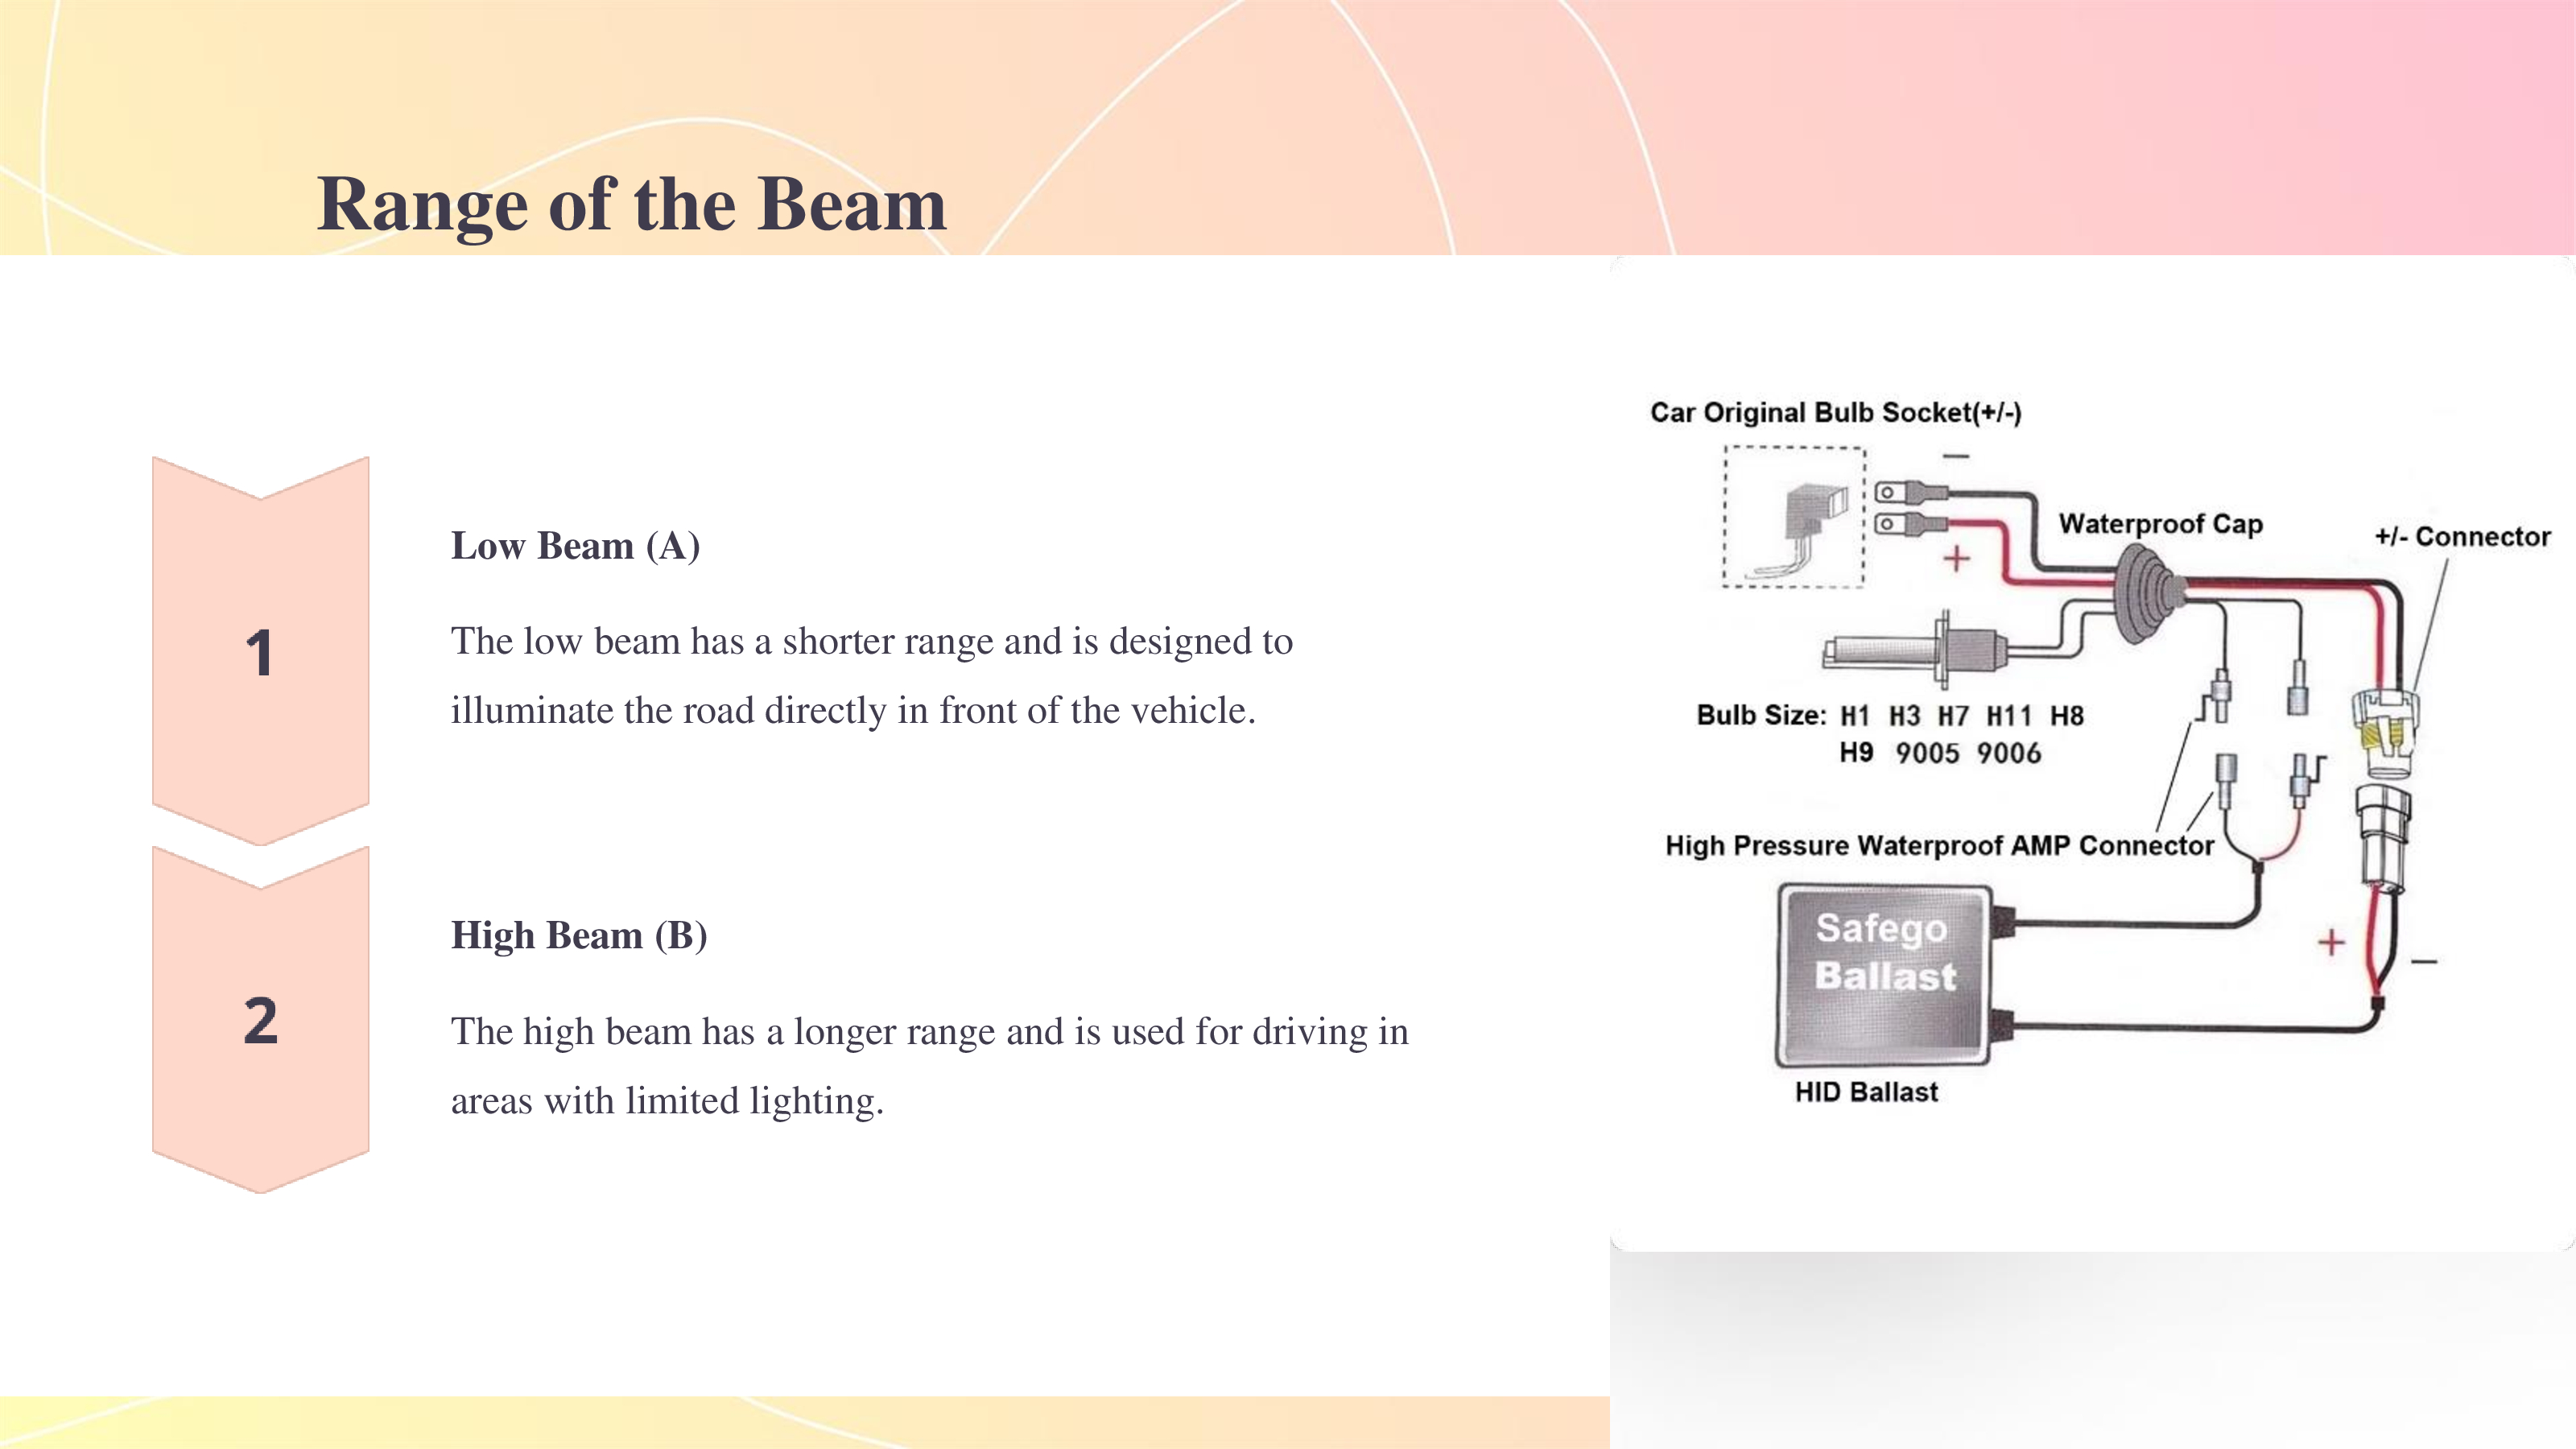 Range of the Beam
1
Low Beam (A)
The low beam has a shorter range and is designed to
illuminate the road directly in front of the vehicle.
2
High Beam (B)
The high beam has a longer range and is used for driving in
areas with limited lighting.
Car Original Bulb Socket(+/-)
−
+
Waterproof Cap
+/- Connector
Bulb Size: H1 H3 H7 H11 H8
H9 9005 9006
High Pressure Waterproof AMP Connector
Safego
Ballast
+
−
HID Ballast